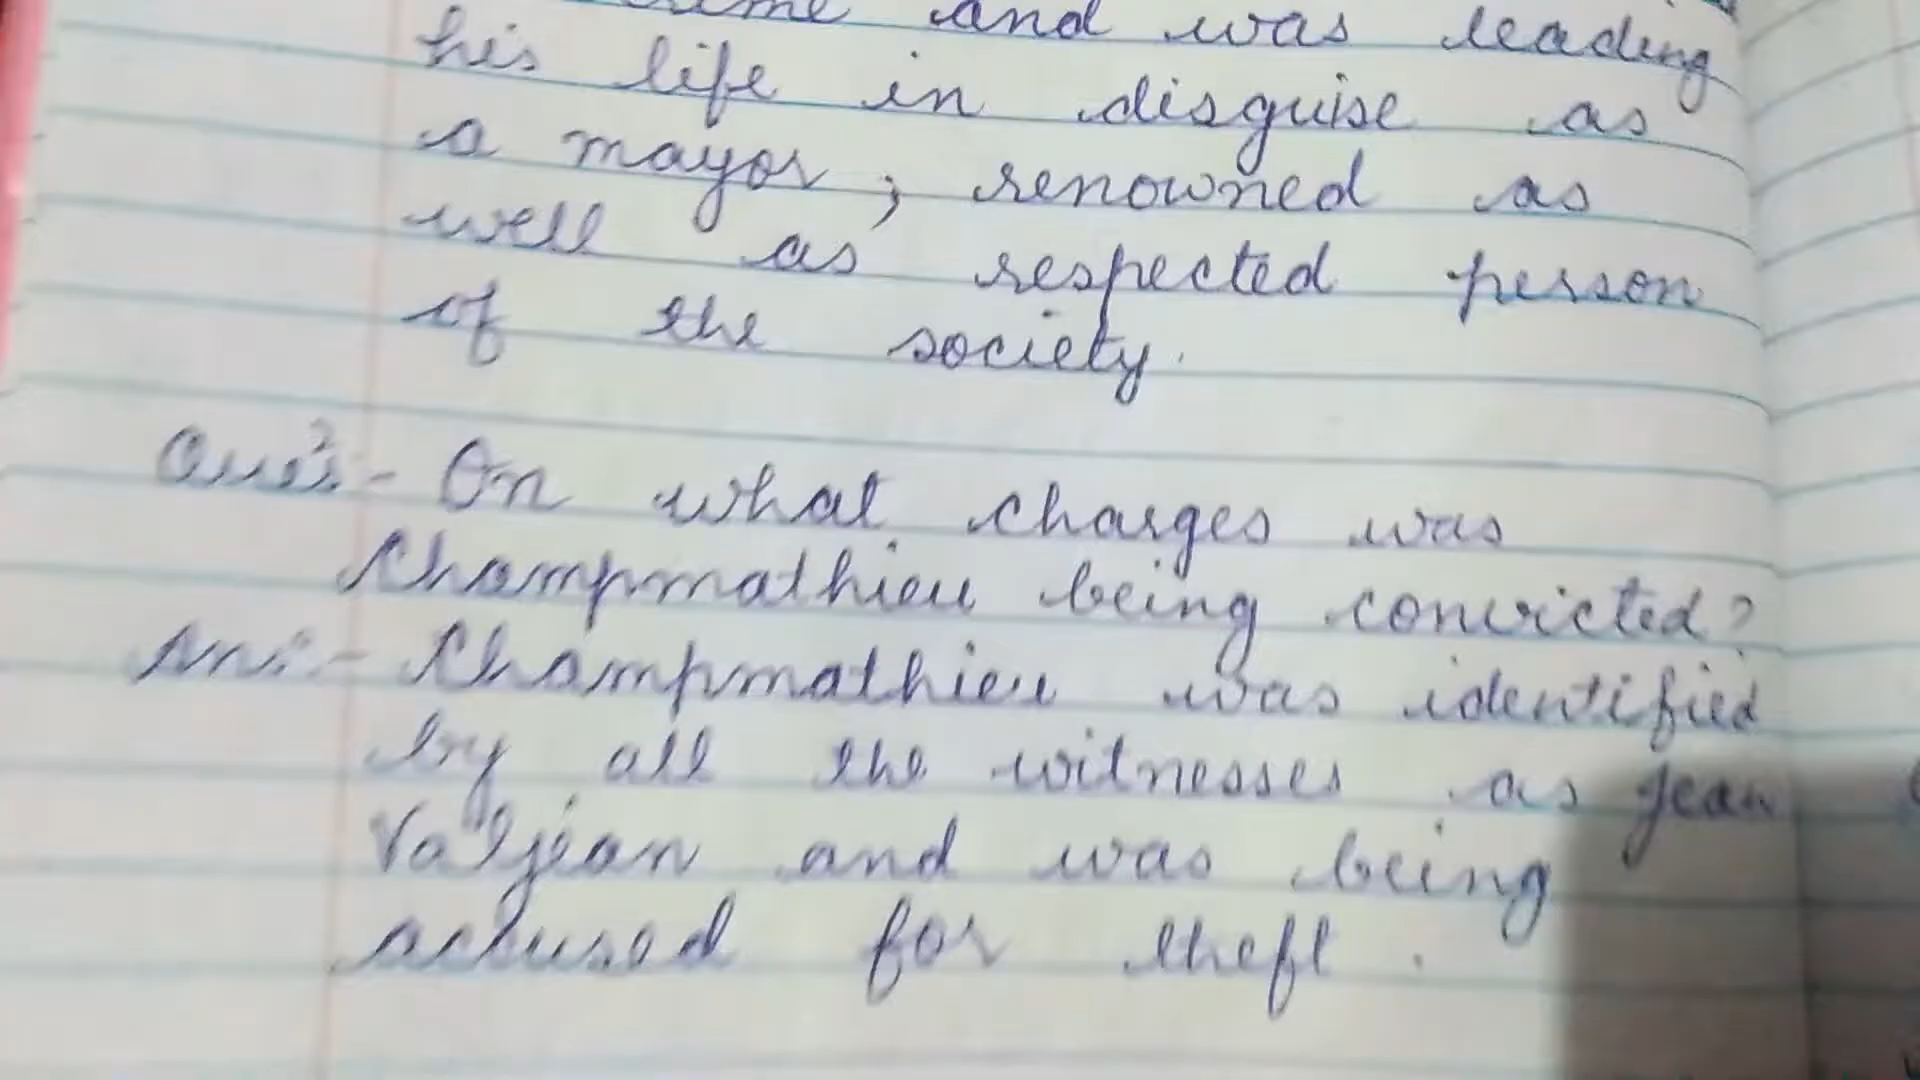 and was leading
his life in disguise as
a mayor, renowned as
well as respected person
of the society.
Ques2:- On what charges was
Champmathieu being convicted?
Ans:- Champmathieu was identified
by all the witnesses as jean
Valjean and was being
accused for theft.